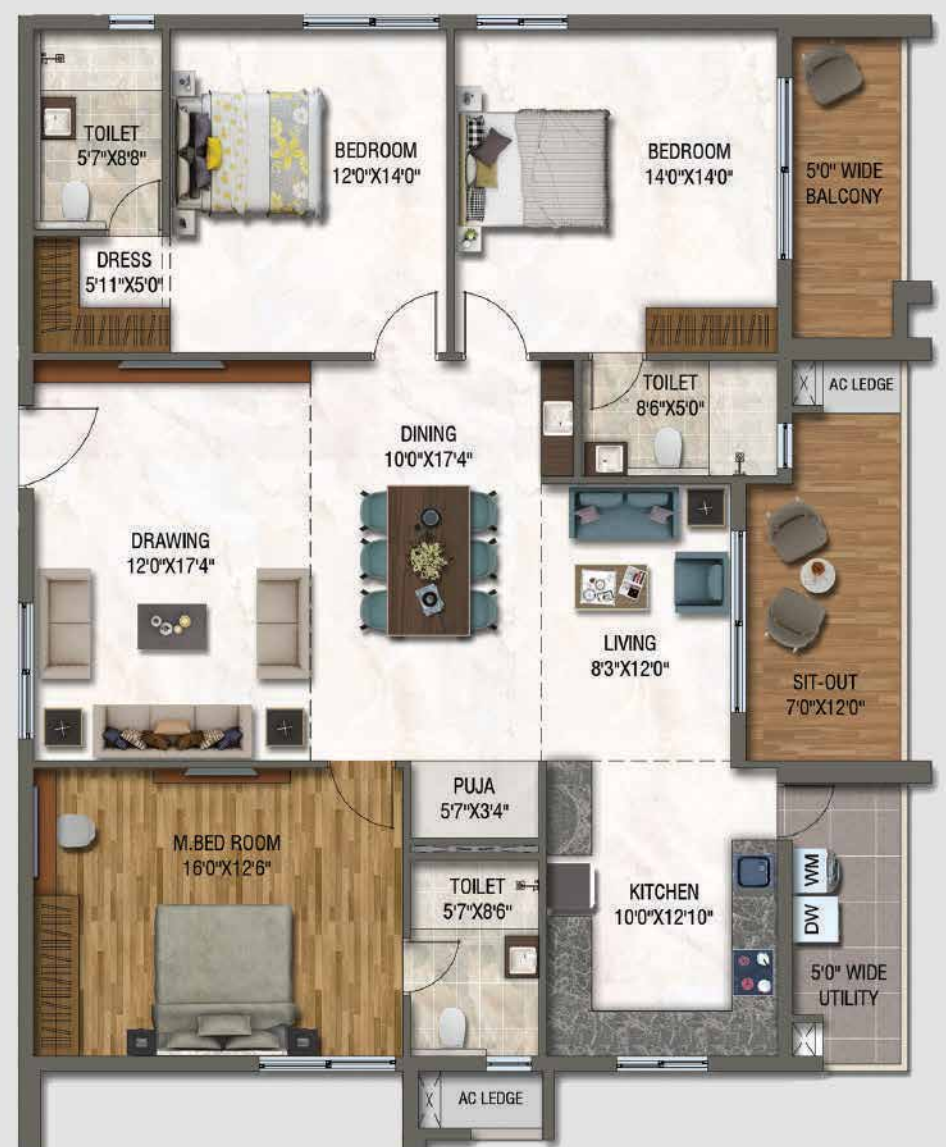 TOILET
5'7"X8'8"
BEDROOM
12'0"X14'0"
BEDROOM
14'0"X14'0"
5'0" WIDE
BALCONY
DRESS
5'11"X5'0"
TOILET
8'6"X5'0"
X
AC LEDGE
DINING
10'0"X17'4"
DRAWING
12'0"X17'4"
LIVING
8'3"X12'0"
SIT-OUT
7'0"X12'0"
PUJA
5'7"X3'4"
M.BED ROOM
16'0"X12'6"
TOILET
5'7"X8'6"
KITCHEN
10'0"X12'10"
WM
DW
5'0" WIDE
UTILITY
X
AC LEDGE